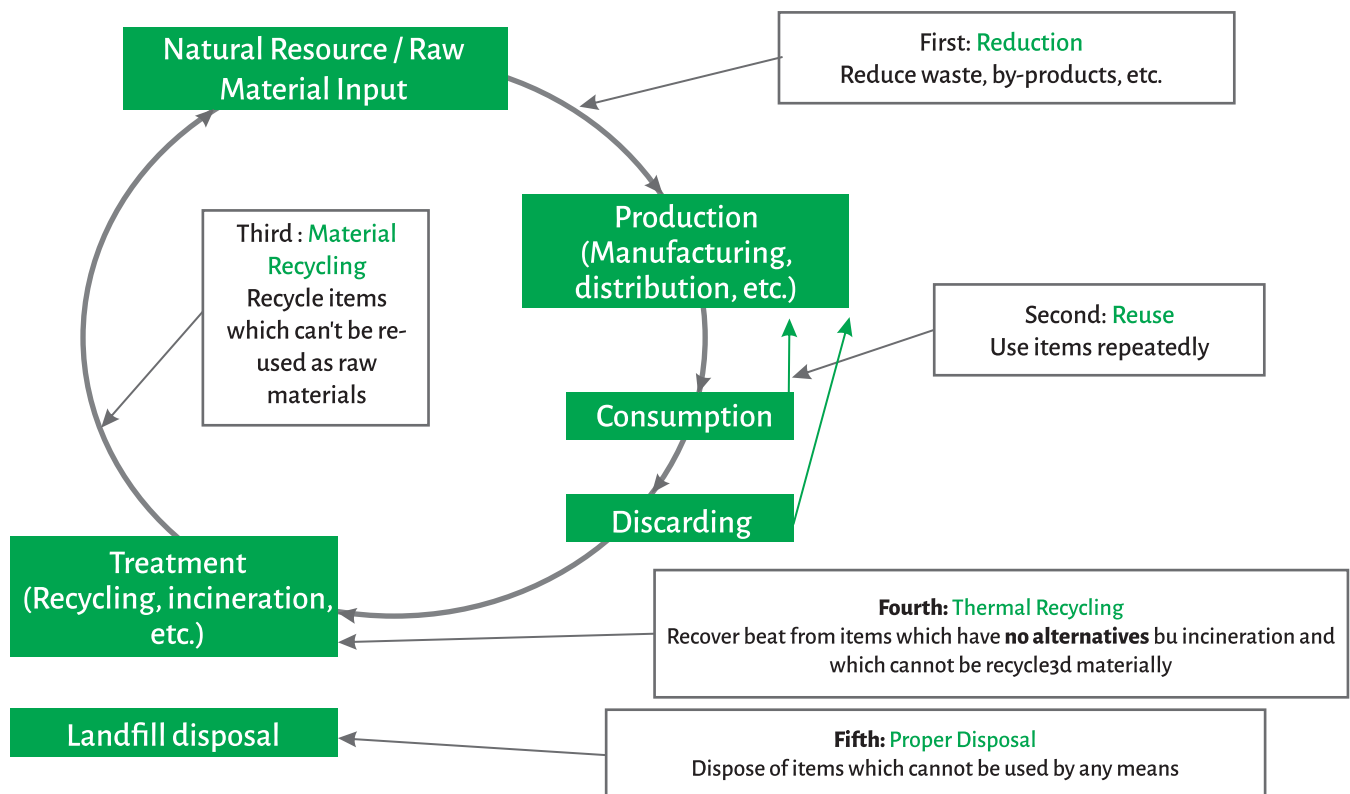 Natural Resource / Raw
Material Input
First: Reduction
Reduce waste, by-products, etc.
Production
(Manufacturing,
distribution, etc.)
Third : Material
Recycling
Recycle items
which can't be re-
used as raw
materials
Second: Reuse
Use items repeatedly
Consumption
Discarding
Treatment
(Recycling, incineration,
etc.)
Fourth: Thermal Recycling
Recover beat from items which have no alternatives bu incineration and
which cannot be recycle3d materially
Landfill disposal
Fifth: Proper Disposal
Dispose of items which cannot be used by any means